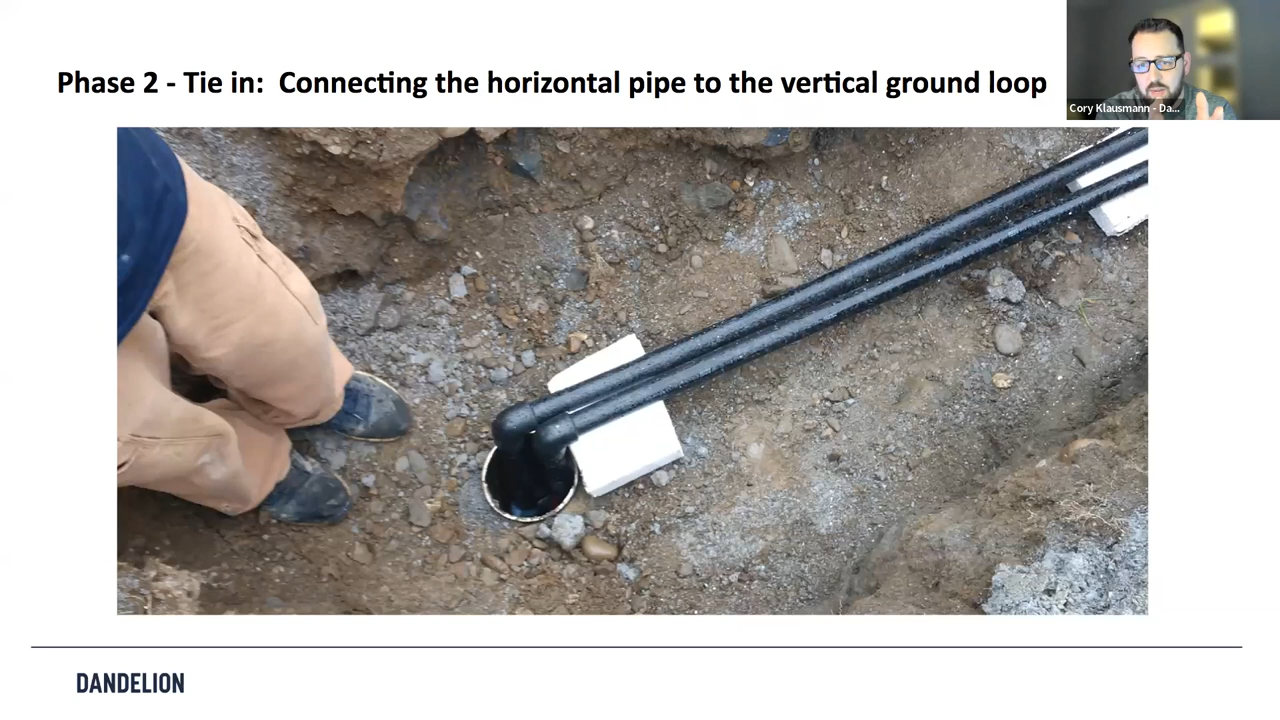 Phase 2 - Tie in: Connecting the horizontal pipe to the vertical ground loop
Cory Klausmann - Da...
DANDELION